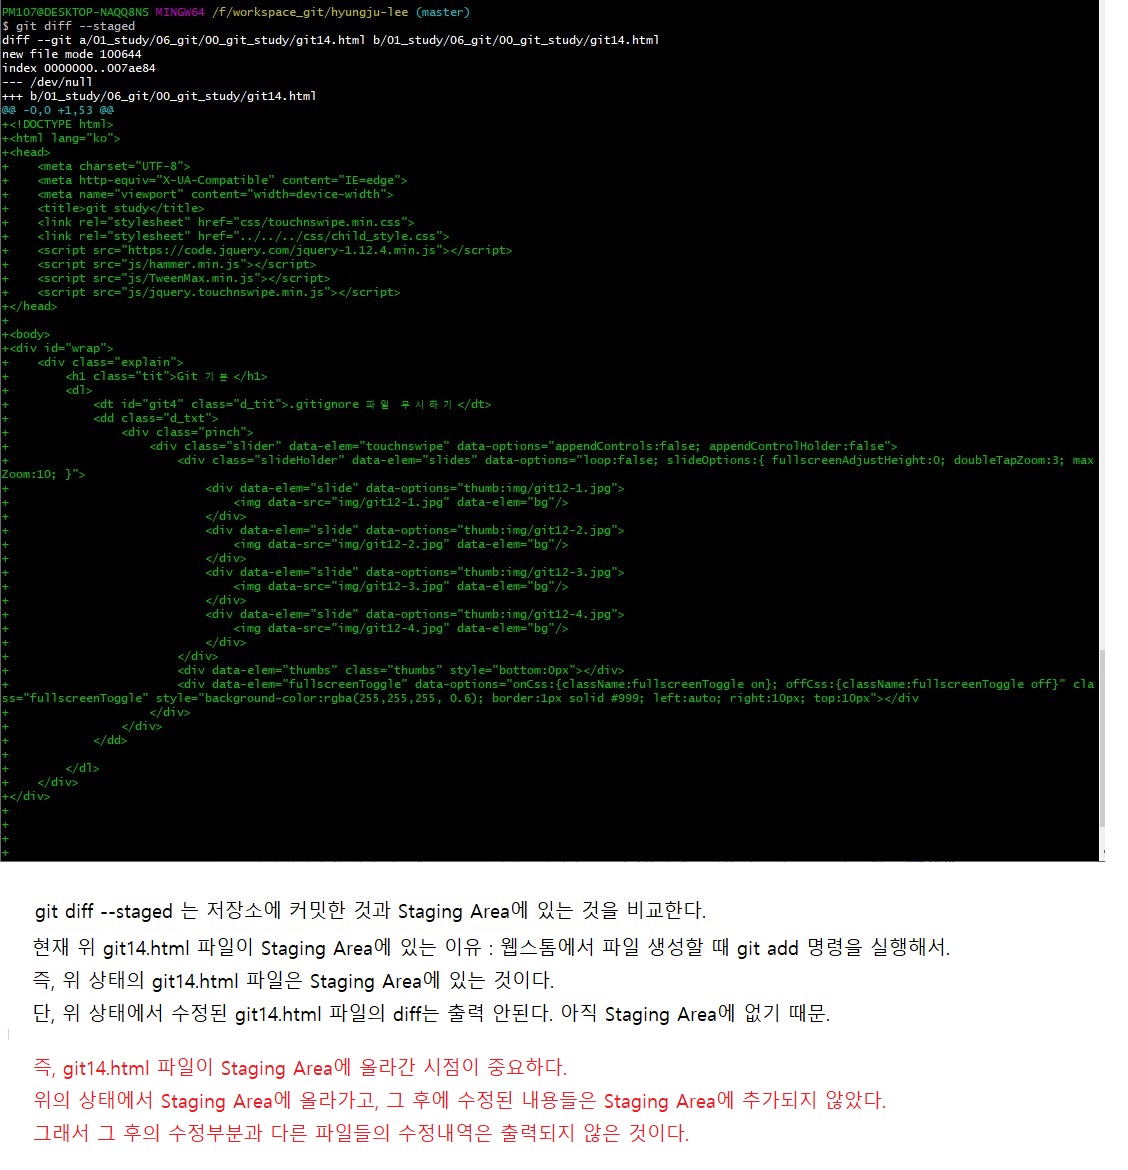 PM107@DESKTOP-NAQQ8NS MINGW64 /f/workspace_git/hyungju-lee (master)
$ git diff --staged
diff --git a/01_study/06_git/00_git_study/git14.html b/01_study/06_git/00_git_study/git14.html
new file mode 100644
index 0000000..007ae84
--- /dev/null
+++ b/01_study/06_git/00_git_study/git14.html
@@ -0,0 +1,53 @@
+<!DOCTYPE html>
+<html lang="ko">
+<head>
+    <meta charset="UTF-8">
+    <meta http-equiv="X-UA-Compatible" content="IE=edge">
+    <meta name="viewport" content="width=device-width">
+    <title>git study</title>
+    <link rel="stylesheet" href="css/touchnswipe.min.css">
+    <link rel="stylesheet" href="../../../css/child_style.css">
+    <script src="https://code.jquery.com/jquery-1.12.4.min.js"></script>
+    <script src="js/hammer.min.js"></script>
+    <script src="js/TweenMax.min.js"></script>
+    <script src="js/jquery.touchnswipe.min.js"></script>
+</head>
+
+<body>
+<div id="wrap">
+    <div class="explain">
+        <h1 class="tit">Git 기본</h1>
+        <dl>
+            <dt id="git4" class="d_tit">.gitignore 파일 무시하기</dt>
+            <dd class="d_txt">
+                <div class="pinch">
+                    <div class="slider" data-elem="touchnswipe" data-options="appendControls:false; appendControlHolder:false">
+                        <div class="slideHolder" data-elem="slides" data-options="loop:false; slideOptions:{ fullscreenAdjustHeight:0; doubleTapZoom:3; max
Zoom:10; }">
+                            <div data-elem="slide" data-options="thumb:img/git12-1.jpg">
+                                <img data-src="img/git12-1.jpg" data-elem="bg"/>
+                            </div>
+                            <div data-elem="slide" data-options="thumb:img/git12-2.jpg">
+                                <img data-src="img/git12-2.jpg" data-elem="bg"/>
+                            </div>
+                            <div data-elem="slide" data-options="thumb:img/git12-3.jpg">
+                                <img data-src="img/git12-3.jpg" data-elem="bg"/>
+                            </div>
+                            <div data-elem="slide" data-options="thumb:img/git12-4.jpg">
+                                <img data-src="img/git12-4.jpg" data-elem="bg"/>
+                            </div>
+                        </div>
+                        <div data-elem="thumbs" class="thumbs" style="bottom:0px"></div>
+                        <div data-elem="fullscreenToggle" data-options="onCss:{className:fullscreenToggle on}; offCss:{className:fullscreenToggle off}" cla
ss="fullscreenToggle" style="background-color:rgba(255,255,255, 0.6); border:1px solid #999; left:auto; right:10px; top:10px"></div
+                    </div>
+                </div>
+            </dd>
+
+        </dl>
+    </div>
+</div>
+
+
+
+
git diff --staged 는 저장소에 커밋한 것과 Staging Area에 있는 것을 비교한다.
현재 위 git14.html 파일이 Staging Area에 있는 이유 : 웹스톰에서 파일 생성할 때 git add 명령을 실행해서.
즉, 위 상태의 git14.html 파일은 Staging Area에 있는 것이다.
단, 위 상태에서 수정된 git14.html 파일의 diff는 출력 안된다. 아직 Staging Area에 없기 때문.
즉, git14.html 파일이 Staging Area에 올라간 시점이 중요하다.
위의 상태에서 Staging Area에 올라가고, 그 후에 수정된 내용들은 Staging Area에 추가되지 않았다.
그래서 그 후의 수정부분과 다른 파일들의 수정내역은 출력되지 않은 것이다.